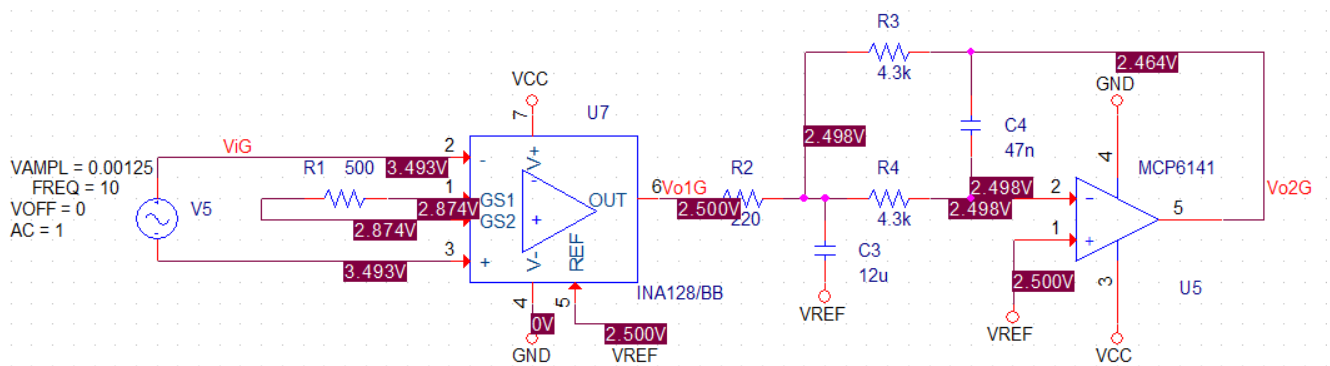 R3
4.3k
2.464V
VCC
GND
7
U7
2.498V
C4
47n
ViG
2
3.493V
-
V+
4
MCP6141
VAMPL = 0.00125
FREQ = 10
VOFF = 0
AC = 1
V5
R1 500
1
2.874V
GS1
GS2
2.874V
-
+
OUT
6
Vo1G
2.500V
R2
220
R4
4.3k
2.498V
2.498V
2
-
5
Vo2G
1
+
3
3.493V
+
V-
REF
C3
12u
2.500V
3
U5
4
5
INA128/BB
VREF
VREF
0V
2.500V
GND
VREF
VCC